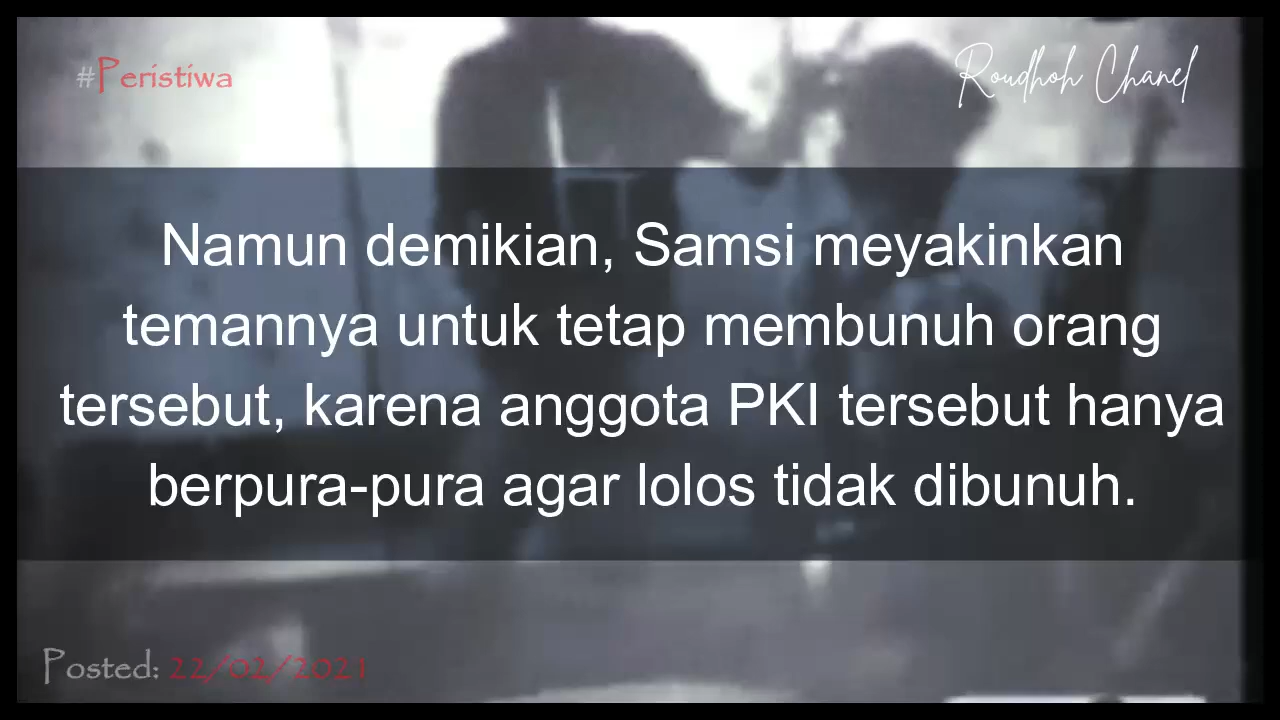 #Peristiwa
Roudhoh Chanel
Namun demikian, Samsi meyakinkan
temannya untuk tetap membunuh orang
tersebut, karena anggota PKI tersebut hanya
berpura-pura agar lolos tidak dibunuh.
Posted: 22/02/2021